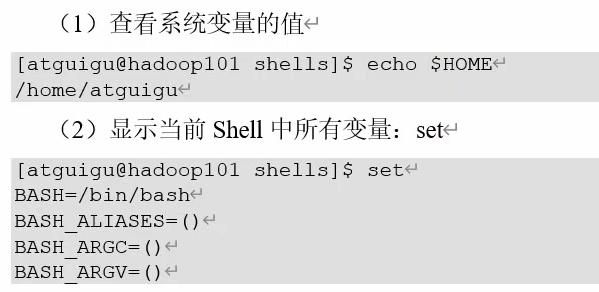 （1）查看系统变量的值
[atguigu@hadoop101 shells]$ echo $HOME↵
/home/atguigu↵
（2）显示当前 Shell 中所有变量：set↵
[atguigu@hadoop101 shells]$ set↵
BASH=/bin/bash↵
BASH_ALIASES=()↵
BASH_ARGC=()↵
BASH_ARGV=()↵